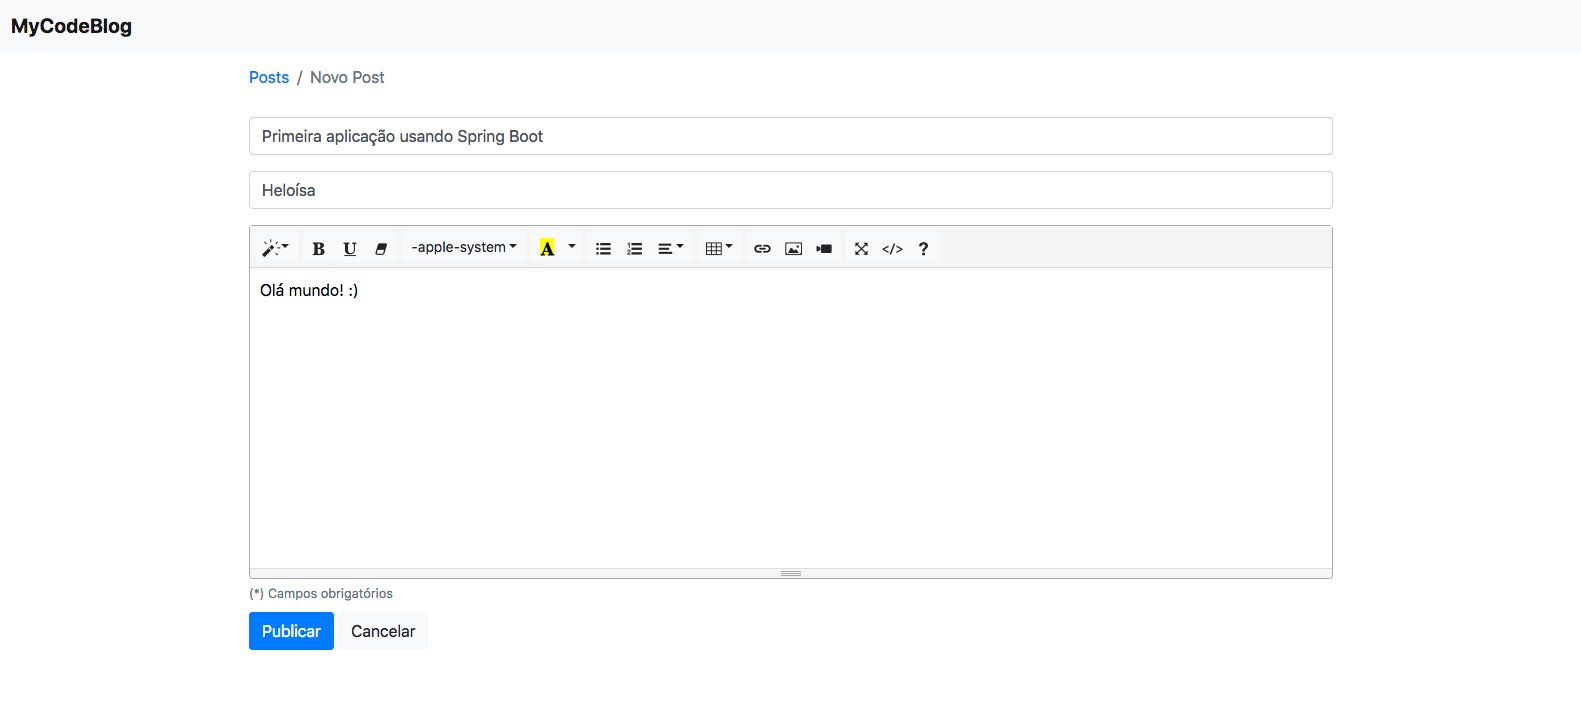 MyCodeBlog
Posts / Novo Post
Primeira aplicação usando Spring Boot
Heloísa
B U -apple-system A </> ?
Olá mundo! :)
(*) Campos obrigatórios
Publicar Cancelar